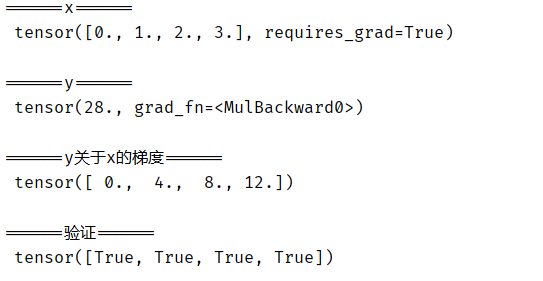 ======x======
tensor([0., 1., 2., 3.], requires_grad=True)
======y======
tensor(28., grad_fn=<MulBackward0>)
======y关于x的梯度======
tensor([ 0.,  4.,  8., 12.])
======验证======
tensor([True, True, True, True])